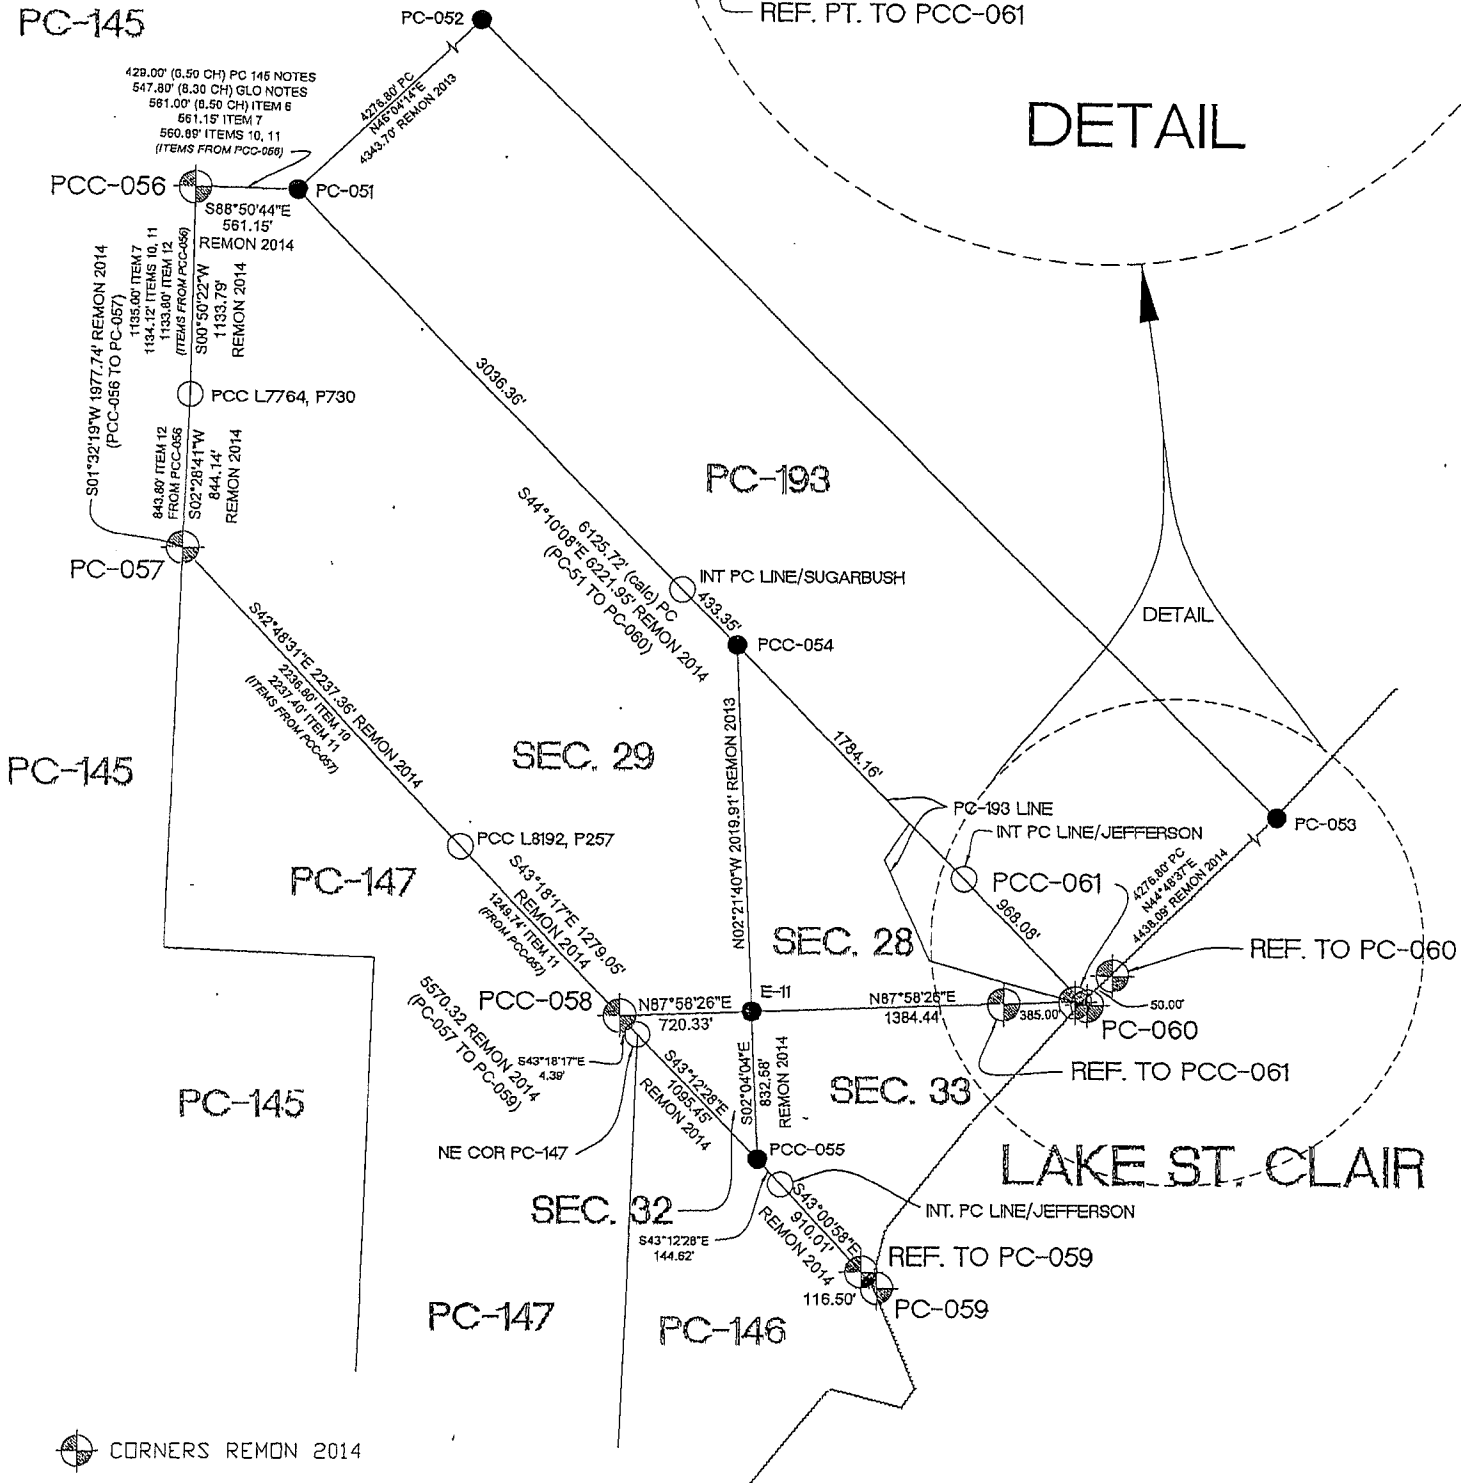 PC-145
PC-052
REF. PT. TO PCC-061
DETAIL
429.00' (6.50 CH) PC 146 NOTES
547.80' (8.30 CH) GLO NOTES
561.00' (8.50 CH) ITEM 6
561.15' ITEM 7
560.89' ITEMS 10, 11
(ITEMS FROM PCC-056)
4276.80' PC
N46°04'14"E
4343.70' REMON 2013
PCC-056
PC-051
S88°50'44"E
561.15'
REMON 2014
S01°32'19"W 1977.74' REMON 2014
(PCC-056 TO PC-057)
1135.00' ITEM 7
1134.12' ITEMS 10, 11
1133.80' ITEM 12
(ITEMS FROM PCC-056)
S00°50'22"W
1133.79'
REMON 2014
PCC L7764, P730
843.80' ITEM 12
FROM PCC-056
S02°28'41"W
844.14'
REMON 2014
3036.36'
PC-193
PC-057
6125.72' (calc) PC
S44°10'08"E 6221.95' REMON 2014
(PC-51 TO PC-060)
INT PC LINE/SUGARBUSH
433.35'
PCC-054
DETAIL
S42°48'31"E 2237.36' REMON 2014
2236.80' ITEM 10
2237.40' ITEM 11
(ITEMS FROM PCC-057)
N02°21'40"W 2019.91' REMON 2013
1784.16'
SEC. 29
PC-145
PC-193 LINE
INT PC LINE/JEFFERSON
PC-053
PCC L8192, P257
PC-147
S43°18'17"E 1279.05'
REMON 2014
1249.74' ITEM 11
(FROM PCC-057)
PCC-061
968.08'
4276.80' PC
N44°48'37"E
4438.09' REMON 2014
SEC. 28
REF. TO PC-060
PCC-058
N87°58'26"E
720.33'
E-11
N87°58'26"E
1384.44'
385.00'
50.00'
PC-060
5570.32 REMON 2014
(PC-057 TO PC-059)
S43°18'17"E
4.39'
S43°12'28"E
1095.45'
REMON 2014
S02°04'04"E
832.58'
REMON 2014
REF. TO PCC-061
SEC. 33
PC-145
NE COR PC-147
PCC-055
LAKE ST. CLAIR
SEC. 32
S43°12'28"E
144.62'
S43°00'58"E
910.01'
REMON 2014
INT. PC LINE/JEFFERSON
REF. TO PC-059
116.50'
PC-059
PC-147
PC-146
CORNERS REMON 2014